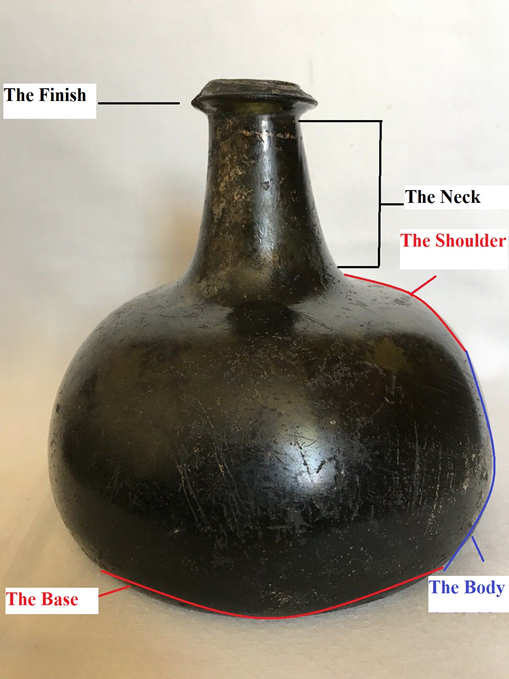 The Finish
The Neck
The Shoulder
The Base
The Body